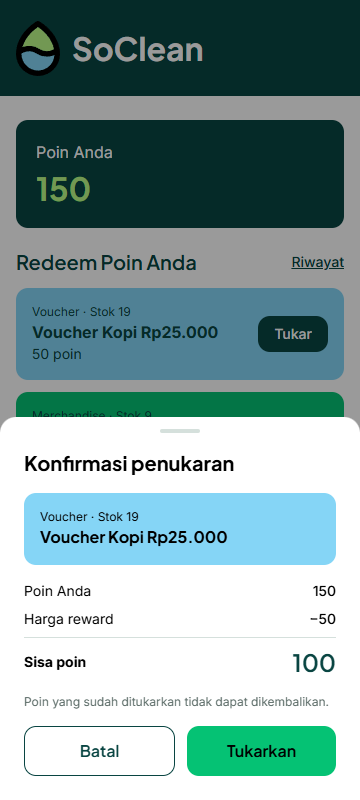 SoClean
Poin Anda
150
Redeem Poin Anda
Riwayat
Voucher · Stok 19
Voucher Kopi Rp25.000
50 poin
Tukar
Merchandise · Stok 9
Konfirmasi penukaran
Voucher · Stok 19
Voucher Kopi Rp25.000
Poin Anda
150
Harga reward
−50
Sisa poin
100
Poin yang sudah ditukarkan tidak dapat dikembalikan.
Batal
Tukarkan